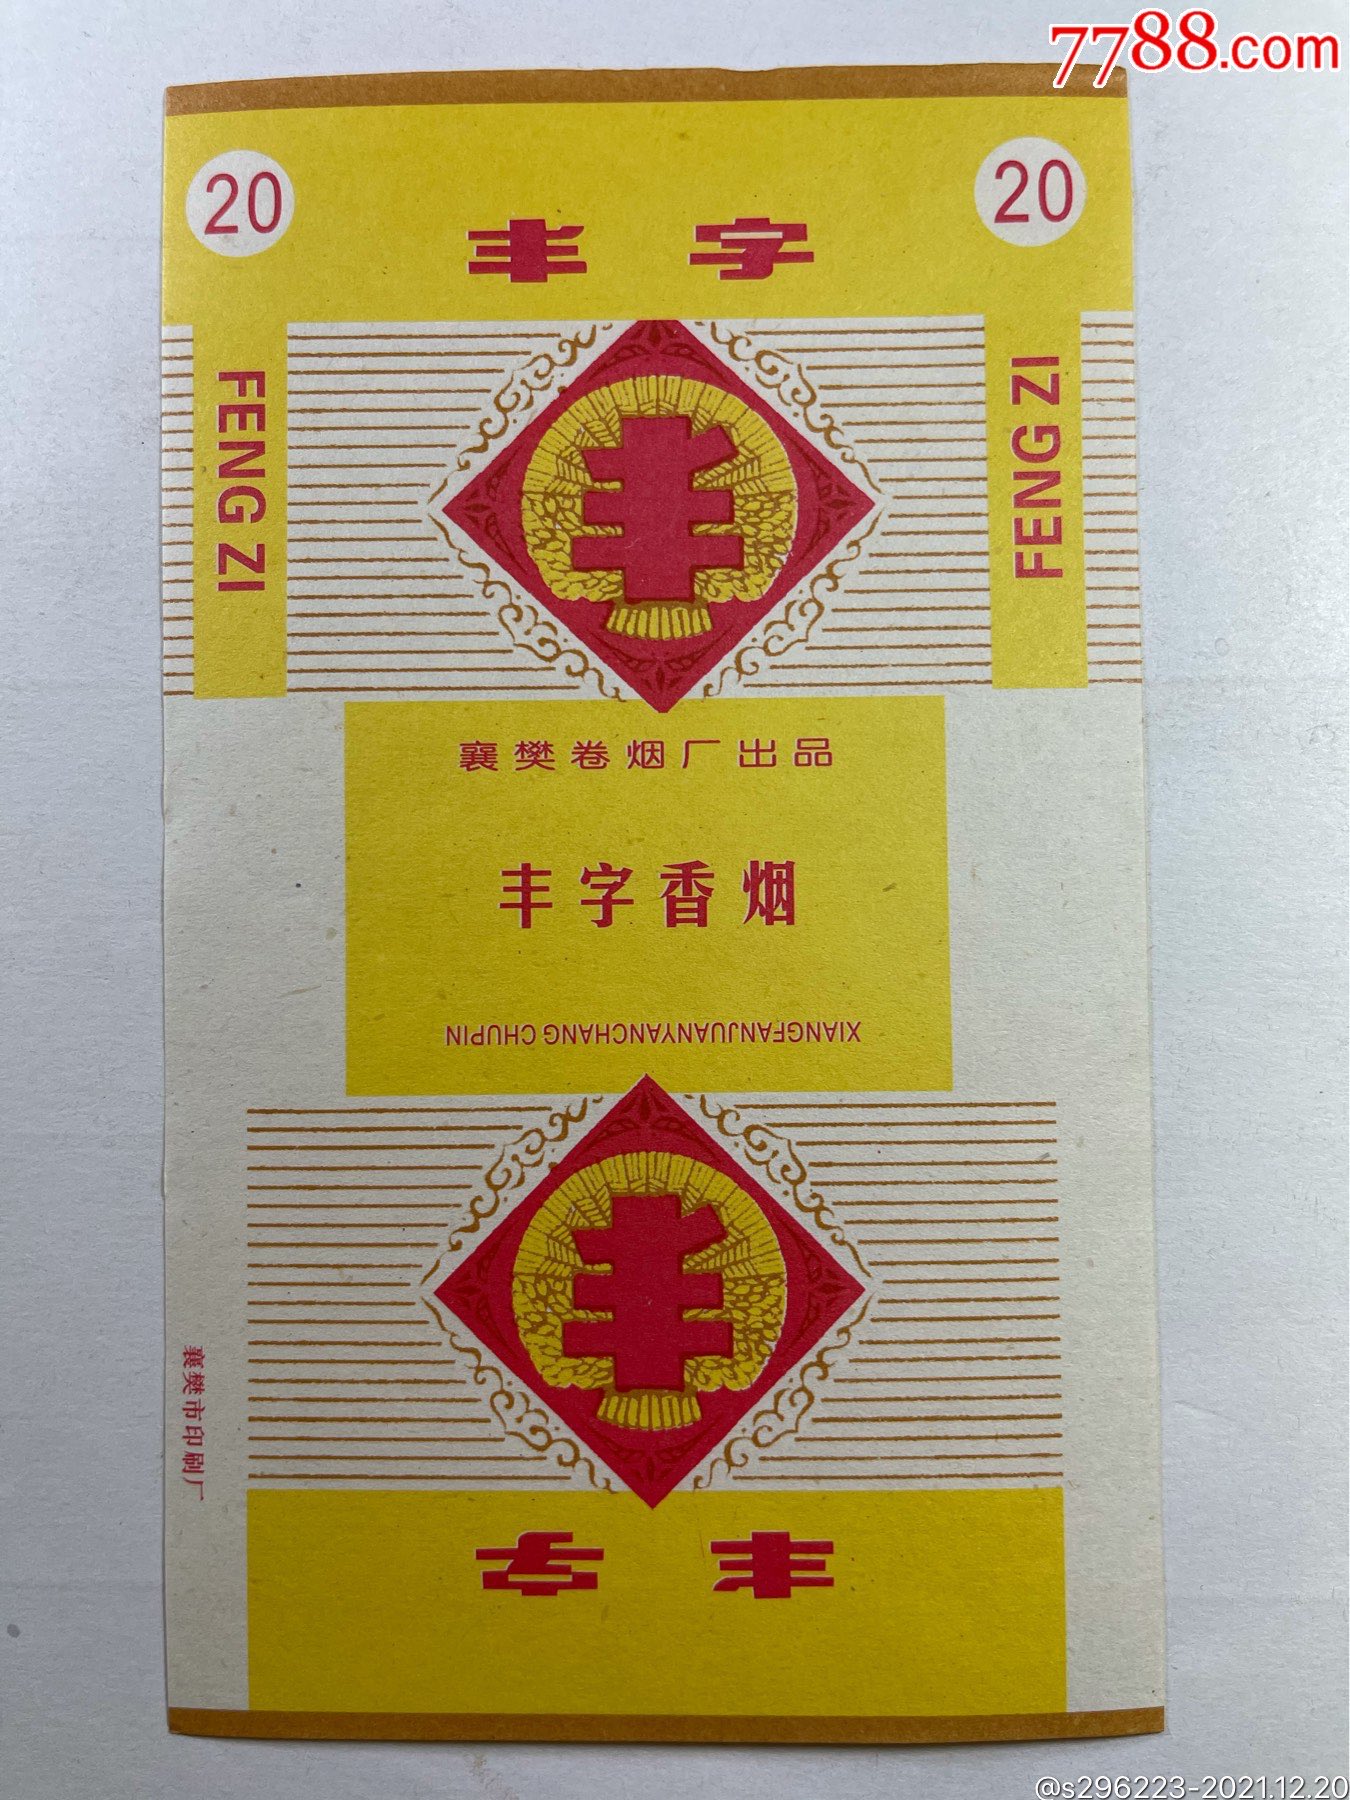 7788.com
20
20
丰字
FENG ZI
FENG ZI
丰
襄樊卷烟厂出品
丰字香烟
XIANGFANJUANYANCHANG CHUPIN
丰
襄樊市印刷厂
丰字
@s296223-2021.12.20